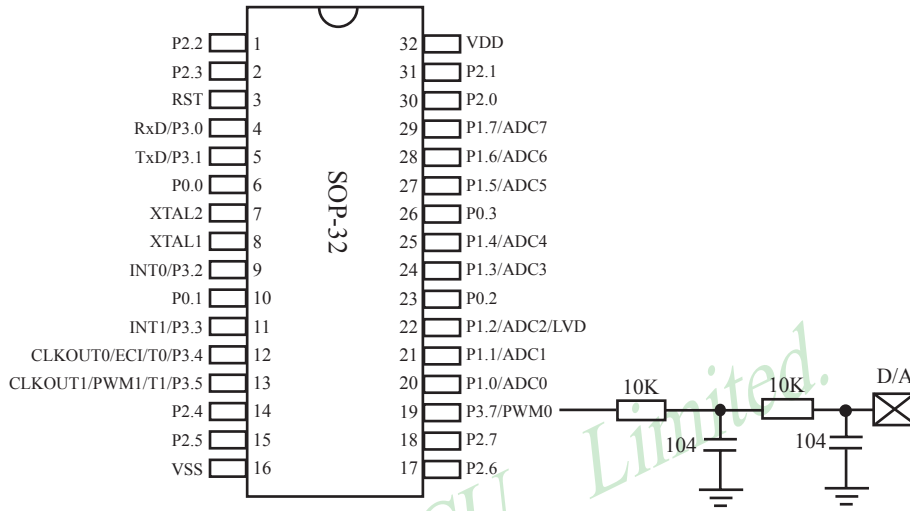 P2.2 1 32 VDD
P2.3 2 31 P2.1
RST 3 30 P2.0
RxD/P3.0 4 29 P1.7/ADC7
TxD/P3.1 5 28 P1.6/ADC6
P0.0 6 27 P1.5/ADC5
XTAL2 7 26 P0.3
XTAL1 8 25 P1.4/ADC4
INT0/P3.2 9 24 P1.3/ADC3
P0.1 10 23 P0.2
INT1/P3.3 11 22 P1.2/ADC2/LVD
CLKOUT0/ECI/T0/P3.4 12 21 P1.1/ADC1
CLKOUT1/PWM1/T1/P3.5 13 20 P1.0/ADC0
P2.4 14 19 P3.7/PWM0
P2.5 15 18 P2.7
VSS 16 17 P2.6
SOP-32
10K 10K D/A
104 104
Limited.